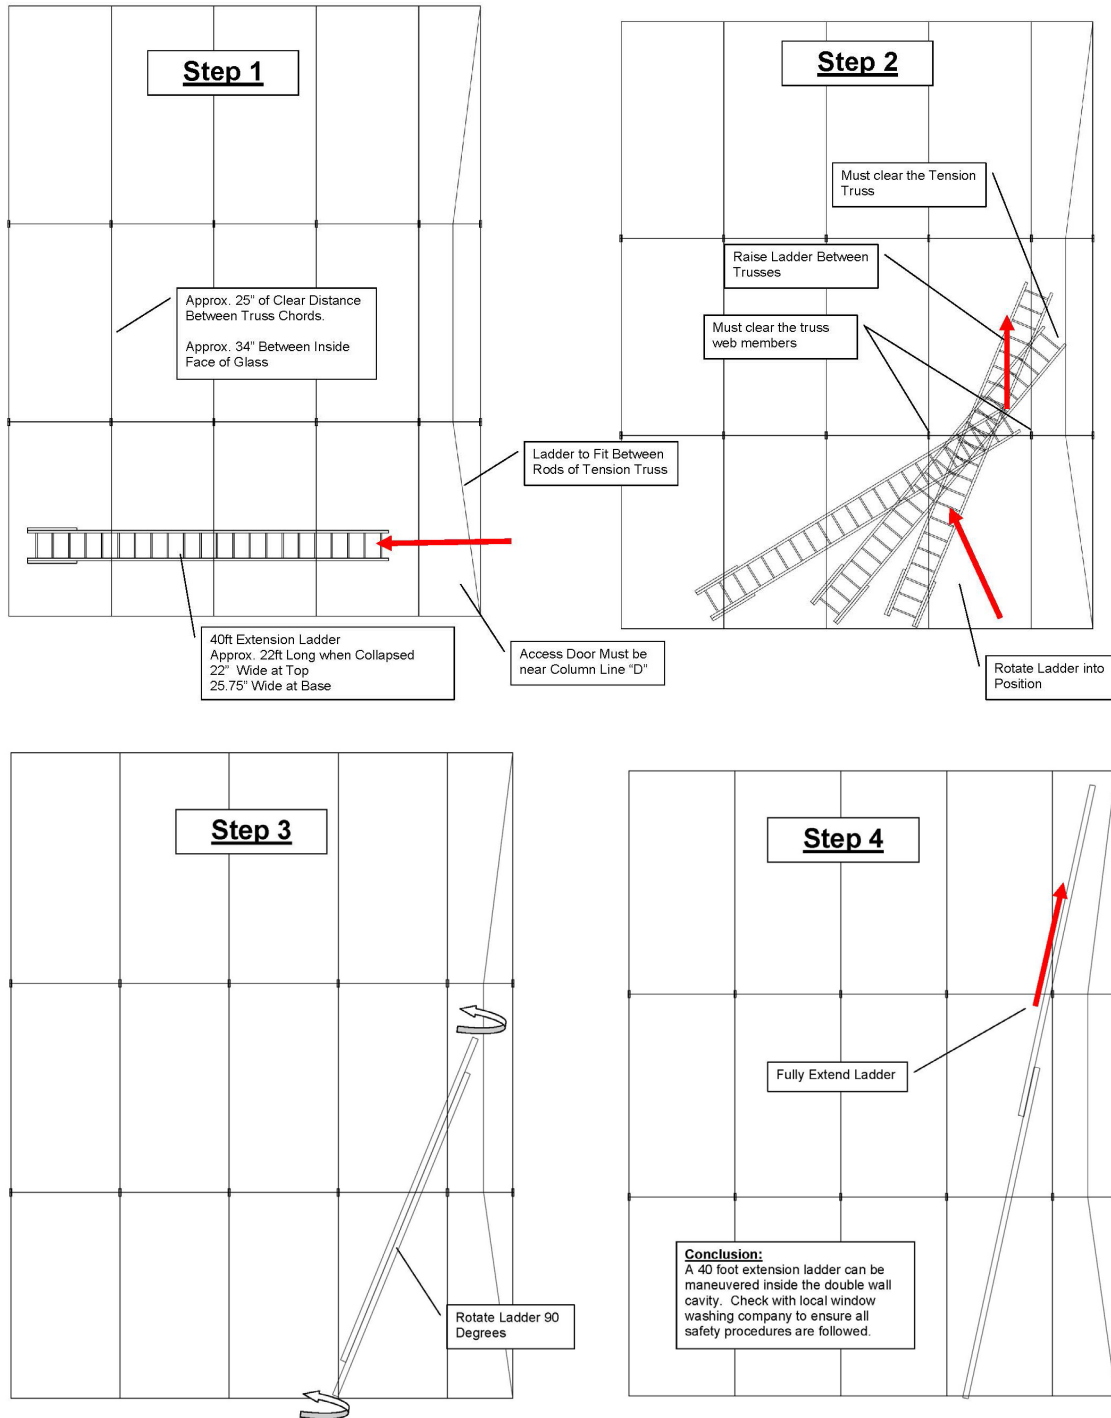 Step 1
Approx. 25" of Clear Distance
Between Truss Chords.
Approx. 34" Between Inside
Face of Glass
Ladder to Fit Between
Rods of Tension Truss
40ft Extension Ladder
Approx. 22ft Long when Collapsed
22" Wide at Top
25.75" Wide at Base
Access Door Must be
near Column Line "D"
Step 2
Must clear the Tension
Truss
Raise Ladder Between
Trusses
Must clear the truss
web members
Rotate Ladder into
Position
Step 3
Rotate Ladder 90
Degrees
Step 4
Fully Extend Ladder
Conclusion:
A 40 foot extension ladder can be
maneuvered inside the double wall
cavity. Check with local window
washing company to ensure all
safety procedures are followed.